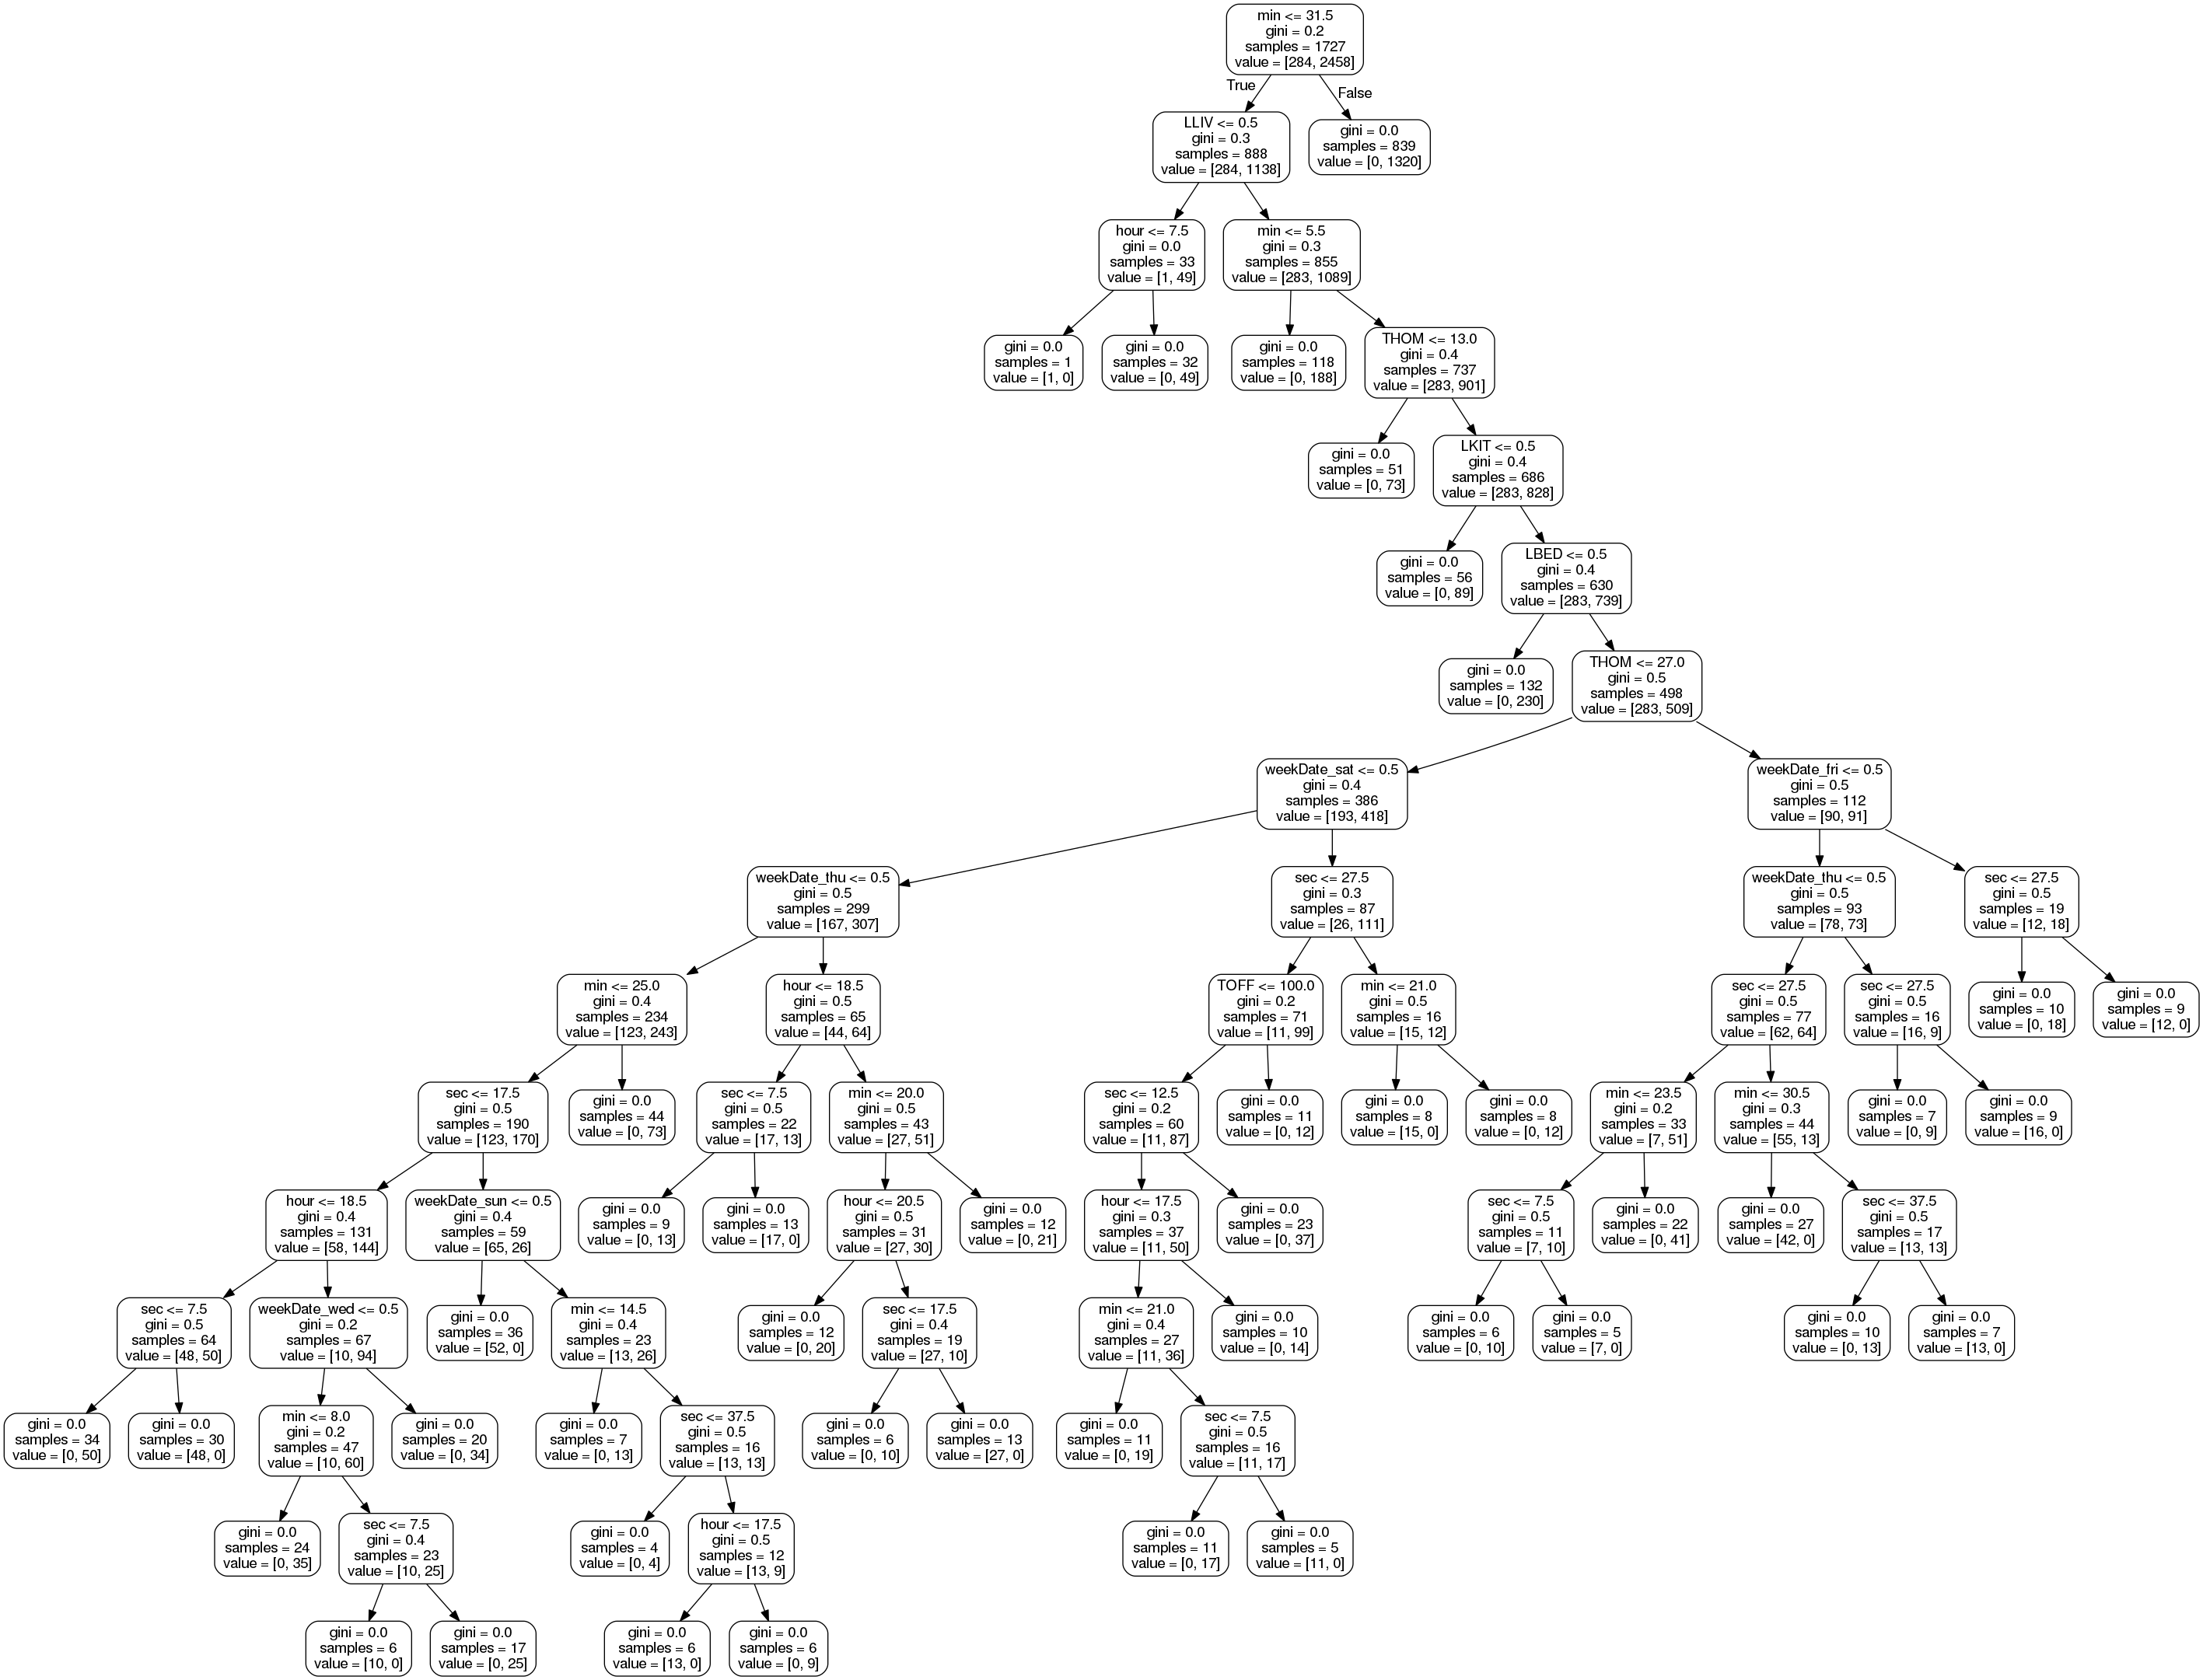 min <= 31.5
gini = 0.2
samples = 1727
value = [284, 2458]
True
False
LLIV <= 0.5
gini = 0.3
samples = 888
value = [284, 1138]
gini = 0.0
samples = 839
value = [0, 1320]
hour <= 7.5
gini = 0.0
samples = 33
value = [1, 49]
min <= 5.5
gini = 0.3
samples = 855
value = [283, 1089]
gini = 0.0
samples = 1
value = [1, 0]
gini = 0.0
samples = 32
value = [0, 49]
gini = 0.0
samples = 118
value = [0, 188]
THOM <= 13.0
gini = 0.4
samples = 737
value = [283, 901]
gini = 0.0
samples = 51
value = [0, 73]
LKIT <= 0.5
gini = 0.4
samples = 686
value = [283, 828]
gini = 0.0
samples = 56
value = [0, 89]
LBED <= 0.5
gini = 0.4
samples = 630
value = [283, 739]
gini = 0.0
samples = 132
value = [0, 230]
THOM <= 27.0
gini = 0.5
samples = 498
value = [283, 509]
weekDate_sat <= 0.5
gini = 0.4
samples = 386
value = [193, 418]
weekDate_fri <= 0.5
gini = 0.5
samples = 112
value = [90, 91]
weekDate_thu <= 0.5
gini = 0.5
samples = 299
value = [167, 307]
sec <= 27.5
gini = 0.3
samples = 87
value = [26, 111]
weekDate_thu <= 0.5
gini = 0.5
samples = 93
value = [78, 73]
sec <= 27.5
gini = 0.5
samples = 19
value = [12, 18]
min <= 25.0
gini = 0.4
samples = 234
value = [123, 243]
hour <= 18.5
gini = 0.5
samples = 65
value = [44, 64]
TOFF <= 100.0
gini = 0.2
samples = 71
value = [11, 99]
min <= 21.0
gini = 0.5
samples = 16
value = [15, 12]
sec <= 27.5
gini = 0.5
samples = 77
value = [62, 64]
sec <= 27.5
gini = 0.5
samples = 16
value = [16, 9]
gini = 0.0
samples = 10
value = [0, 18]
gini = 0.0
samples = 9
value = [12, 0]
sec <= 17.5
gini = 0.5
samples = 190
value = [123, 170]
gini = 0.0
samples = 44
value = [0, 73]
sec <= 7.5
gini = 0.5
samples = 22
value = [17, 13]
min <= 20.0
gini = 0.5
samples = 43
value = [27, 51]
sec <= 12.5
gini = 0.2
samples = 60
value = [11, 87]
gini = 0.0
samples = 11
value = [0, 12]
gini = 0.0
samples = 8
value = [15, 0]
gini = 0.0
samples = 8
value = [0, 12]
min <= 23.5
gini = 0.2
samples = 33
value = [7, 51]
min <= 30.5
gini = 0.3
samples = 44
value = [55, 13]
gini = 0.0
samples = 7
value = [0, 9]
gini = 0.0
samples = 9
value = [16, 0]
hour <= 18.5
gini = 0.4
samples = 131
value = [58, 144]
weekDate_sun <= 0.5
gini = 0.4
samples = 59
value = [65, 26]
gini = 0.0
samples = 9
value = [0, 13]
gini = 0.0
samples = 13
value = [17, 0]
hour <= 20.5
gini = 0.5
samples = 31
value = [27, 30]
gini = 0.0
samples = 12
value = [0, 21]
hour <= 17.5
gini = 0.3
samples = 37
value = [11, 50]
gini = 0.0
samples = 23
value = [0, 37]
sec <= 7.5
gini = 0.5
samples = 11
value = [7, 10]
gini = 0.0
samples = 22
value = [0, 41]
gini = 0.0
samples = 27
value = [42, 0]
sec <= 37.5
gini = 0.5
samples = 17
value = [13, 13]
sec <= 7.5
gini = 0.5
samples = 64
value = [48, 50]
weekDate_wed <= 0.5
gini = 0.2
samples = 67
value = [10, 94]
gini = 0.0
samples = 36
value = [52, 0]
min <= 14.5
gini = 0.4
samples = 23
value = [13, 26]
gini = 0.0
samples = 12
value = [0, 20]
sec <= 17.5
gini = 0.4
samples = 19
value = [27, 10]
min <= 21.0
gini = 0.4
samples = 27
value = [11, 36]
gini = 0.0
samples = 10
value = [0, 14]
gini = 0.0
samples = 6
value = [0, 10]
gini = 0.0
samples = 5
value = [7, 0]
gini = 0.0
samples = 10
value = [0, 13]
gini = 0.0
samples = 7
value = [13, 0]
gini = 0.0
samples = 34
value = [0, 50]
gini = 0.0
samples = 30
value = [48, 0]
min <= 8.0
gini = 0.2
samples = 47
value = [10, 60]
gini = 0.0
samples = 20
value = [0, 34]
gini = 0.0
samples = 7
value = [0, 13]
sec <= 37.5
gini = 0.5
samples = 16
value = [13, 13]
gini = 0.0
samples = 6
value = [0, 10]
gini = 0.0
samples = 13
value = [27, 0]
gini = 0.0
samples = 11
value = [0, 19]
sec <= 7.5
gini = 0.5
samples = 16
value = [11, 17]
gini = 0.0
samples = 24
value = [0, 35]
sec <= 7.5
gini = 0.4
samples = 23
value = [10, 25]
gini = 0.0
samples = 4
value = [0, 4]
hour <= 17.5
gini = 0.5
samples = 12
value = [13, 9]
gini = 0.0
samples = 11
value = [0, 17]
gini = 0.0
samples = 5
value = [11, 0]
gini = 0.0
samples = 6
value = [10, 0]
gini = 0.0
samples = 17
value = [0, 25]
gini = 0.0
samples = 6
value = [13, 0]
gini = 0.0
samples = 6
value = [0, 9]